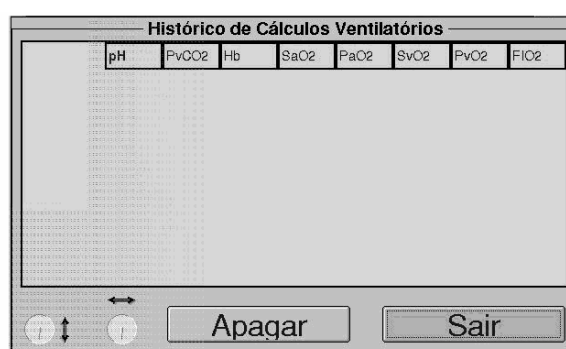 Histórico de Cálculos Ventilatórios
pH PvCO2 Hb SaO2 PaO2 SvO2 PvO2 FIO2
Apagar Sair